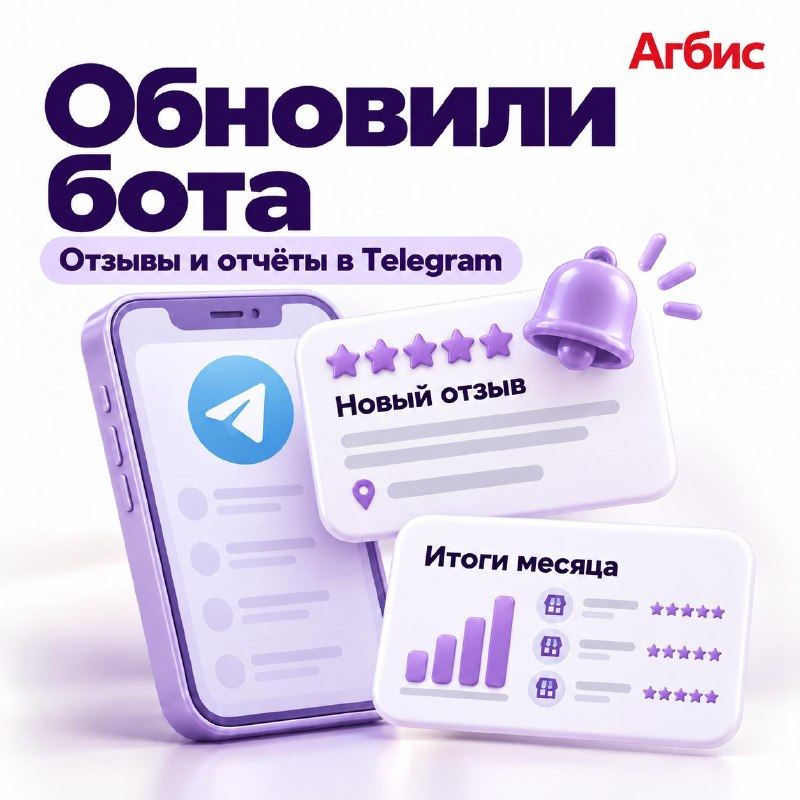 Агбис
Обновили
бота
Отзывы и отчёты в Telegram
Новый отзыв
Итоги месяца